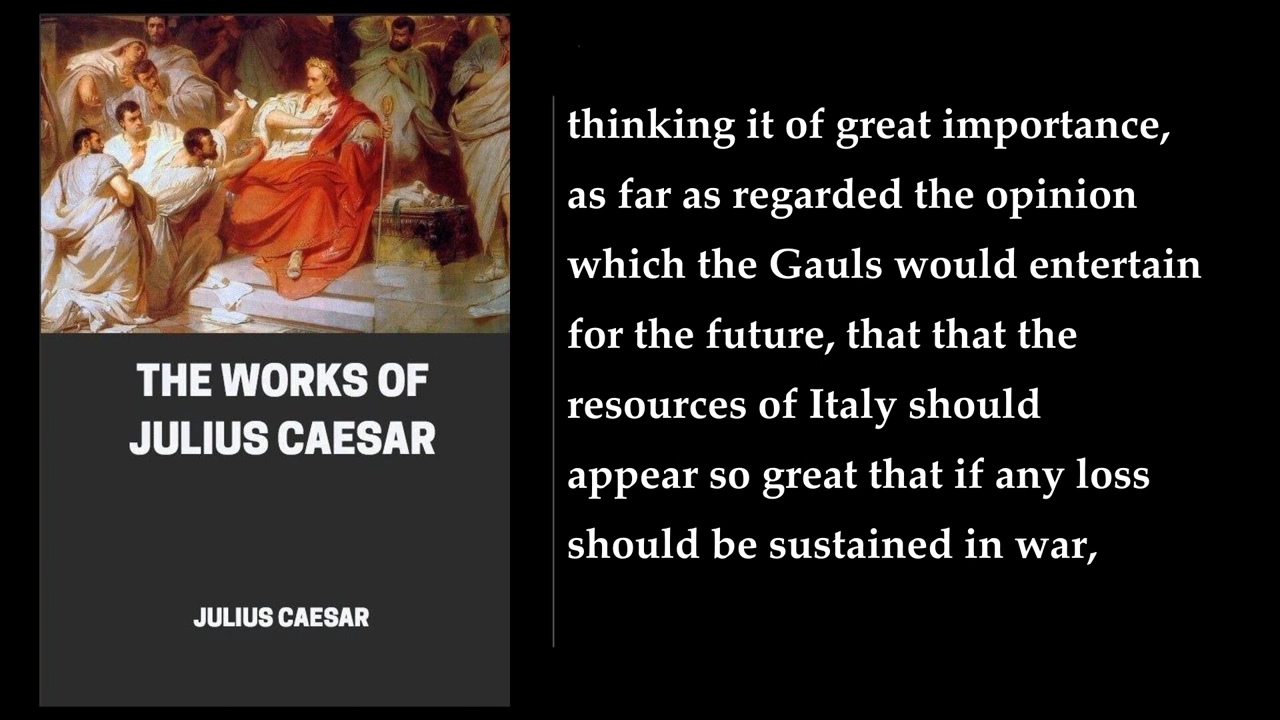 THE WORKS OF
JULIUS CAESAR
JULIUS CAESAR
thinking it of great importance,
as far as regarded the opinion
which the Gauls would entertain
for the future, that that the
resources of Italy should
appear so great that if any loss
should be sustained in war,